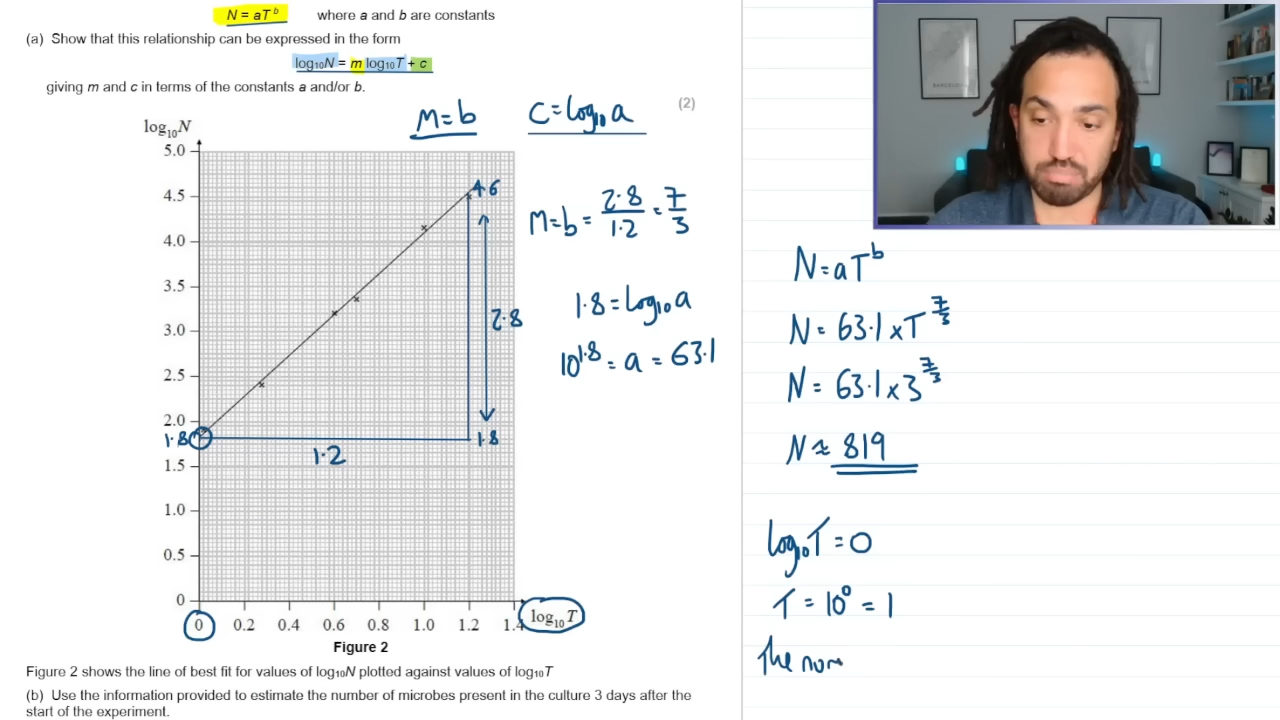 N = aT^b where a and b are constants
(a) Show that this relationship can be expressed in the form
log₁₀N = m log₁₀T + c
giving m and c in terms of the constants a and/or b.
(2)
M=b C=log₁₀a
log₁₀N
5.0
4.5
4.0
3.5
3.0
2.5
2.0
1.8
1.5
1.0
0.5
0
4.6
2.8
1.8
1.2
0 0.2 0.4 0.6 0.8 1.0 1.2 1.4
log₁₀T
Figure 2
M=b = 2.8/1.2 = 7/3
1.8 = log₁₀a
10^1.8 = a = 63.1
Figure 2 shows the line of best fit for values of log₁₀N plotted against values of log₁₀T
(b) Use the information provided to estimate the number of microbes present in the culture 3 days after the
start of the experiment.
N = aT^b
N = 63.1 × T^7/3
N = 63.1 × 3^7/3
N ≈ 819
log₁₀T = 0
T = 10⁰ = 1
The num